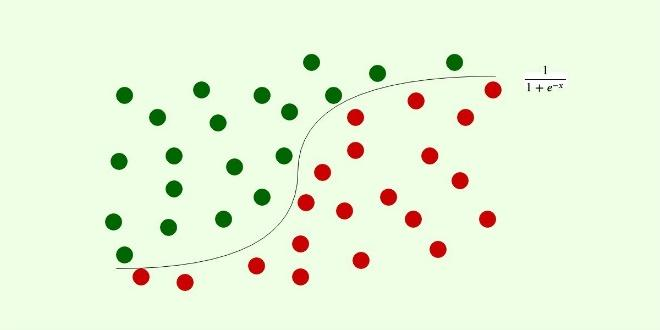 1
1 + e^{-x}